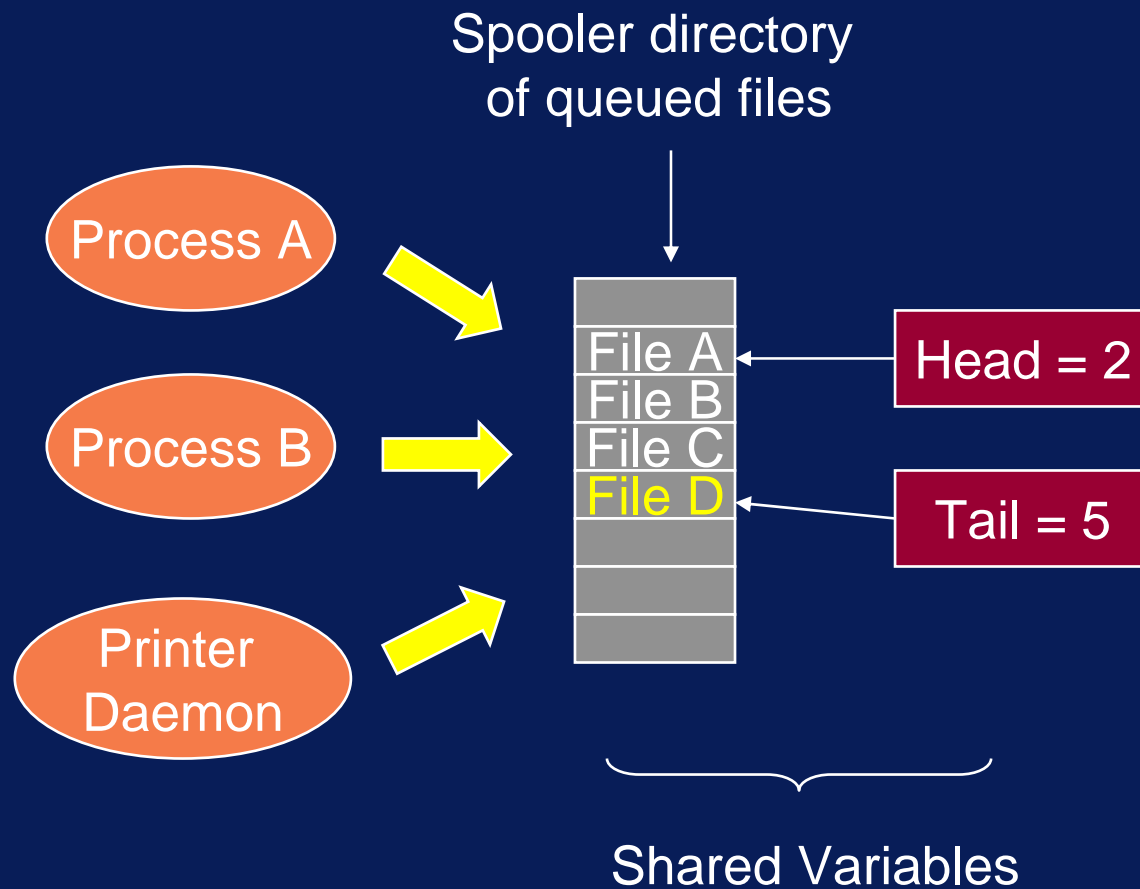 Spooler directory
of queued files
Process A
File A
Head = 2
File B
Process B
File C
File D
Tail = 5
Printer
Daemon
Shared Variables